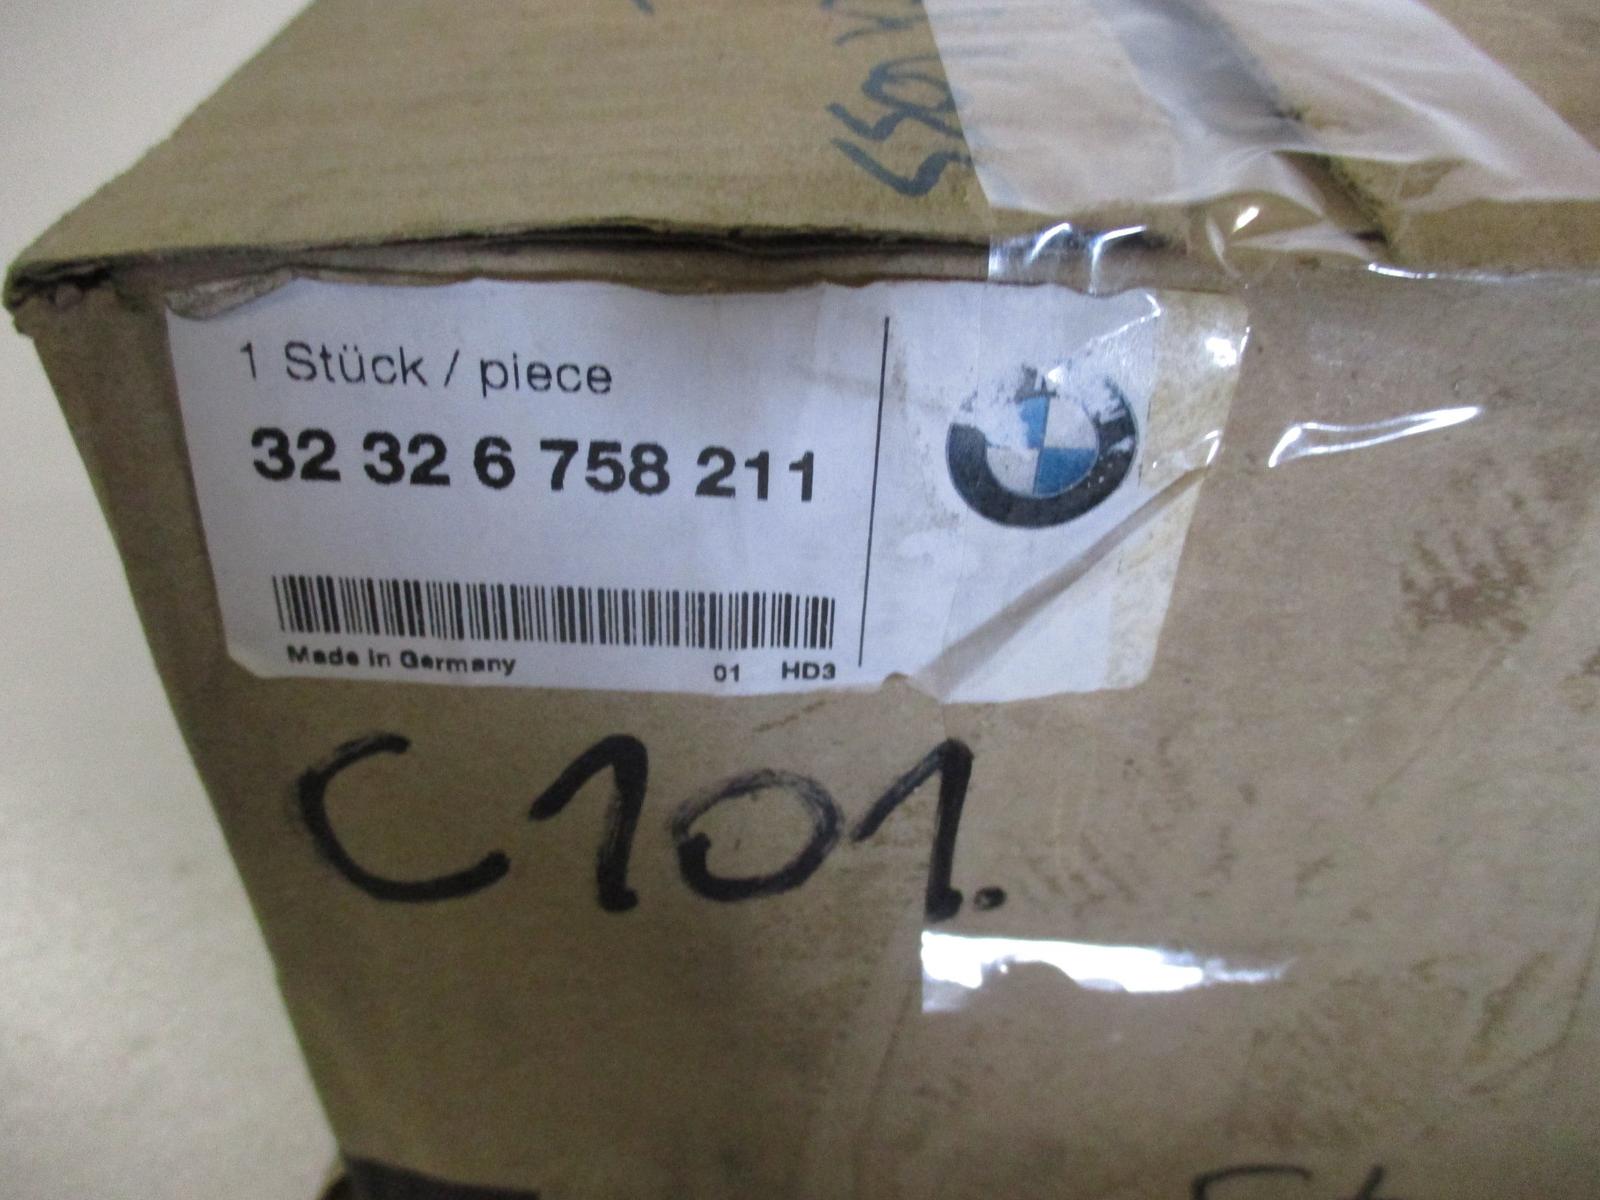 1 Stück / piece
32 32 6 758 211
Made in Germany 01 HD3
C101.